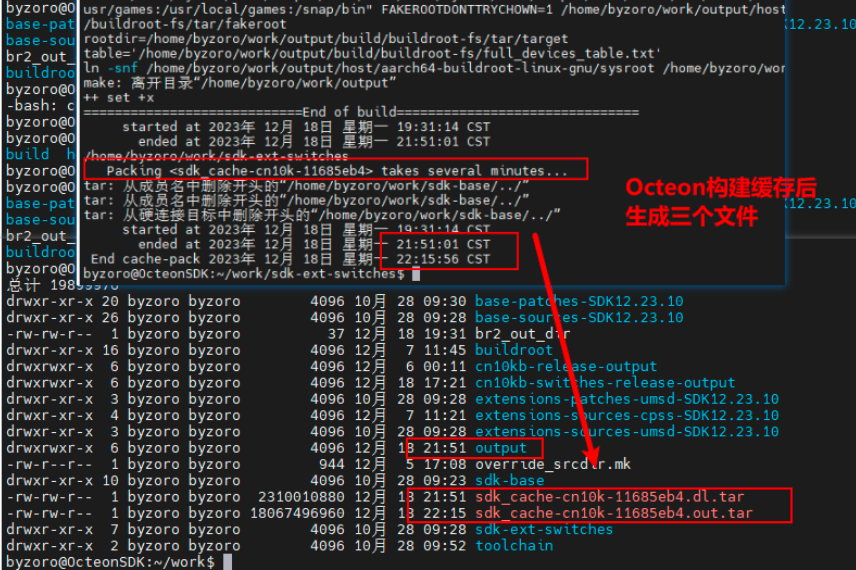 byzoro@O
base-pat
base-sou
br2_out_
buildroo
byzoro@O
-bash: c
byzoro@O
byzoro@O
build h
byzoro@O
byzoro@O
base-pat
base-sou
br2_out_
buildroo
byzoro@O
usr/games:/usr/local/games:/snap/bin" FAKEROOTDONTTRYCHOWN=1 /home/byzoro/work/output/host
/buildroot-fs/tar/fakeroot
rootdir=/home/byzoro/work/output/build/buildroot-fs/tar/target
table='/home/byzoro/work/output/build/buildroot-fs/full_devices_table.txt'
ln -snf /home/byzoro/work/output/host/aarch64-buildroot-linux-gnu/sysroot /home/byzoro/wor
make: 离开目录“/home/byzoro/work/output”
++ set +x
============================End of build================================
started at 2023年 12月 18日 星期一 19:31:14 CST
ended at 2023年 12月 18日 星期一 21:51:01 CST
/home/byzoro/work/sdk-ext-switches
Packing <sdk_cache-cn10k-11685eb4> takes several minutes...
tar: 从成员名中删除开头的“/home/byzoro/work/sdk-base/../”
tar: 从成员名中删除开头的“/home/byzoro/work/sdk-base/../”
tar: 从硬连接目标中删除开头的“/home/byzoro/work/sdk-base/../”
started at 2023年 12月 18日 星期一 19:31:14 CST
ended at 2023年 12月 18日 星期一 21:51:01 CST
End cache-pack 2023年 12月 18日 星期一 22:15:56 CST
byzoro@OcteonSDK:~/work/sdk-ext-switches$
DK12.23.10
12.23.10
Octeon构建缓存后
生成三个文件
总计 19899976
drwxr-xr-x 20 byzoro byzoro 4096 10月 28 09:30 base-patches-SDK12.23.10
drwxr-xr-x 26 byzoro byzoro 4096 10月 28 09:28 base-sources-SDK12.23.10
-rw-rw-r-- 1 byzoro byzoro 37 12月 18 19:31 br2_out_dir
drwxr-xr-x 16 byzoro byzoro 4096 12月 7 11:45 buildroot
drwxrwxr-x 6 byzoro byzoro 4096 12月 6 00:11 cn10kb-release-output
drwxrwxr-x 6 byzoro byzoro 4096 12月 18 17:21 cn10kb-switches-release-output
drwxr-xr-x 3 byzoro byzoro 4096 10月 28 09:28 extensions-patches-umsd-SDK12.23.10
drwxr-xr-x 4 byzoro byzoro 4096 12月 7 11:21 extensions-sources-cpss-SDK12.23.10
drwxr-xr-x 3 byzoro byzoro 4096 10月 28 09:28 extensions-sources-umsd-SDK12.23.10
drwxrwxr-x 6 byzoro byzoro 4096 12月 18 21:51 output
-rw-r--r-- 1 byzoro byzoro 944 12月 5 17:08 override_srcdir.mk
drwxr-xr-x 10 byzoro byzoro 4096 10月 28 09:23 sdk-base
-rw-rw-r-- 1 byzoro byzoro 2310010880 12月 18 21:51 sdk_cache-cn10k-11685eb4.dl.tar
-rw-rw-r-- 1 byzoro byzoro 18067496960 12月 18 22:15 sdk_cache-cn10k-11685eb4.out.tar
drwxr-xr-x 7 byzoro byzoro 4096 10月 28 09:28 sdk-ext-switches
drwxr-xr-x 2 byzoro byzoro 4096 10月 28 09:52 toolchain
byzoro@OcteonSDK:~/work$